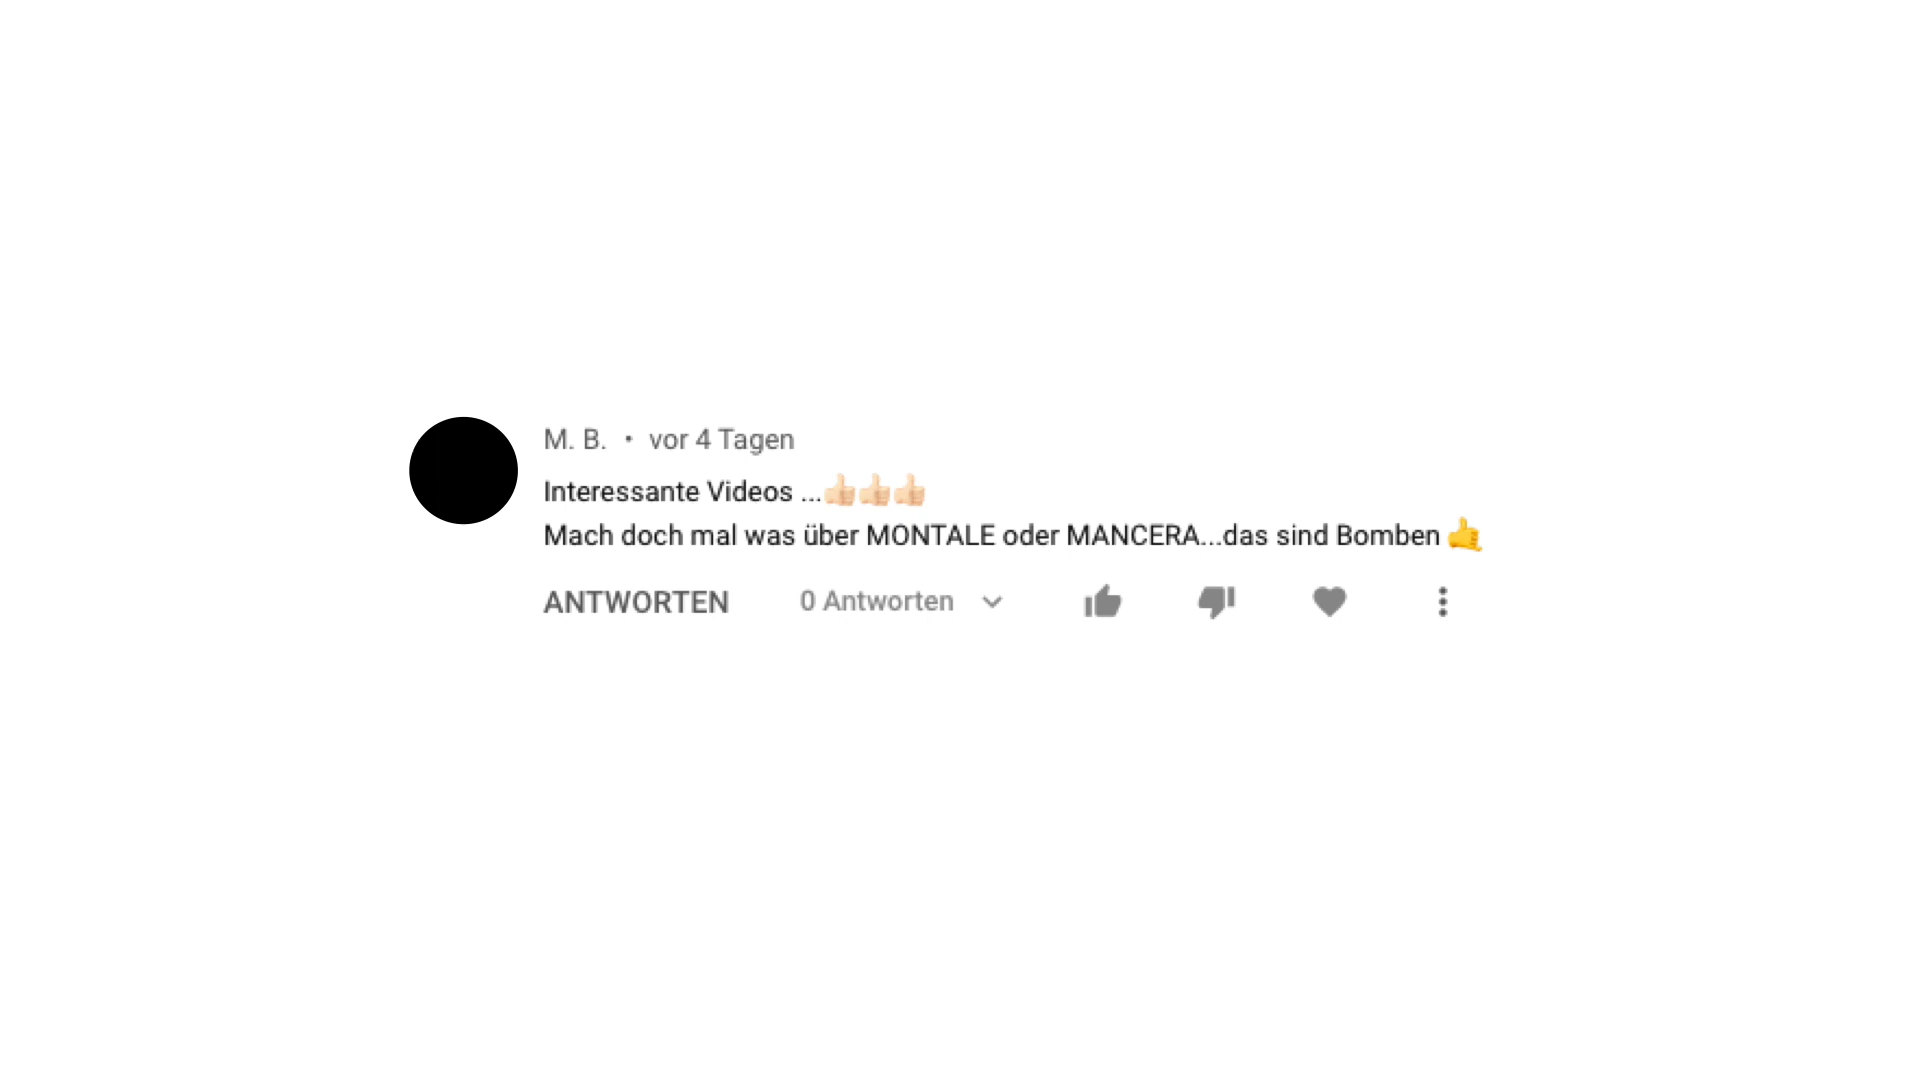 M. B. • vor 4 Tagen
Interessante Videos ...👍🏻👍🏻👍🏻
Mach doch mal was über MONTALE oder MANCERA...das sind Bomben 🤙
ANTWORTEN 0 Antworten